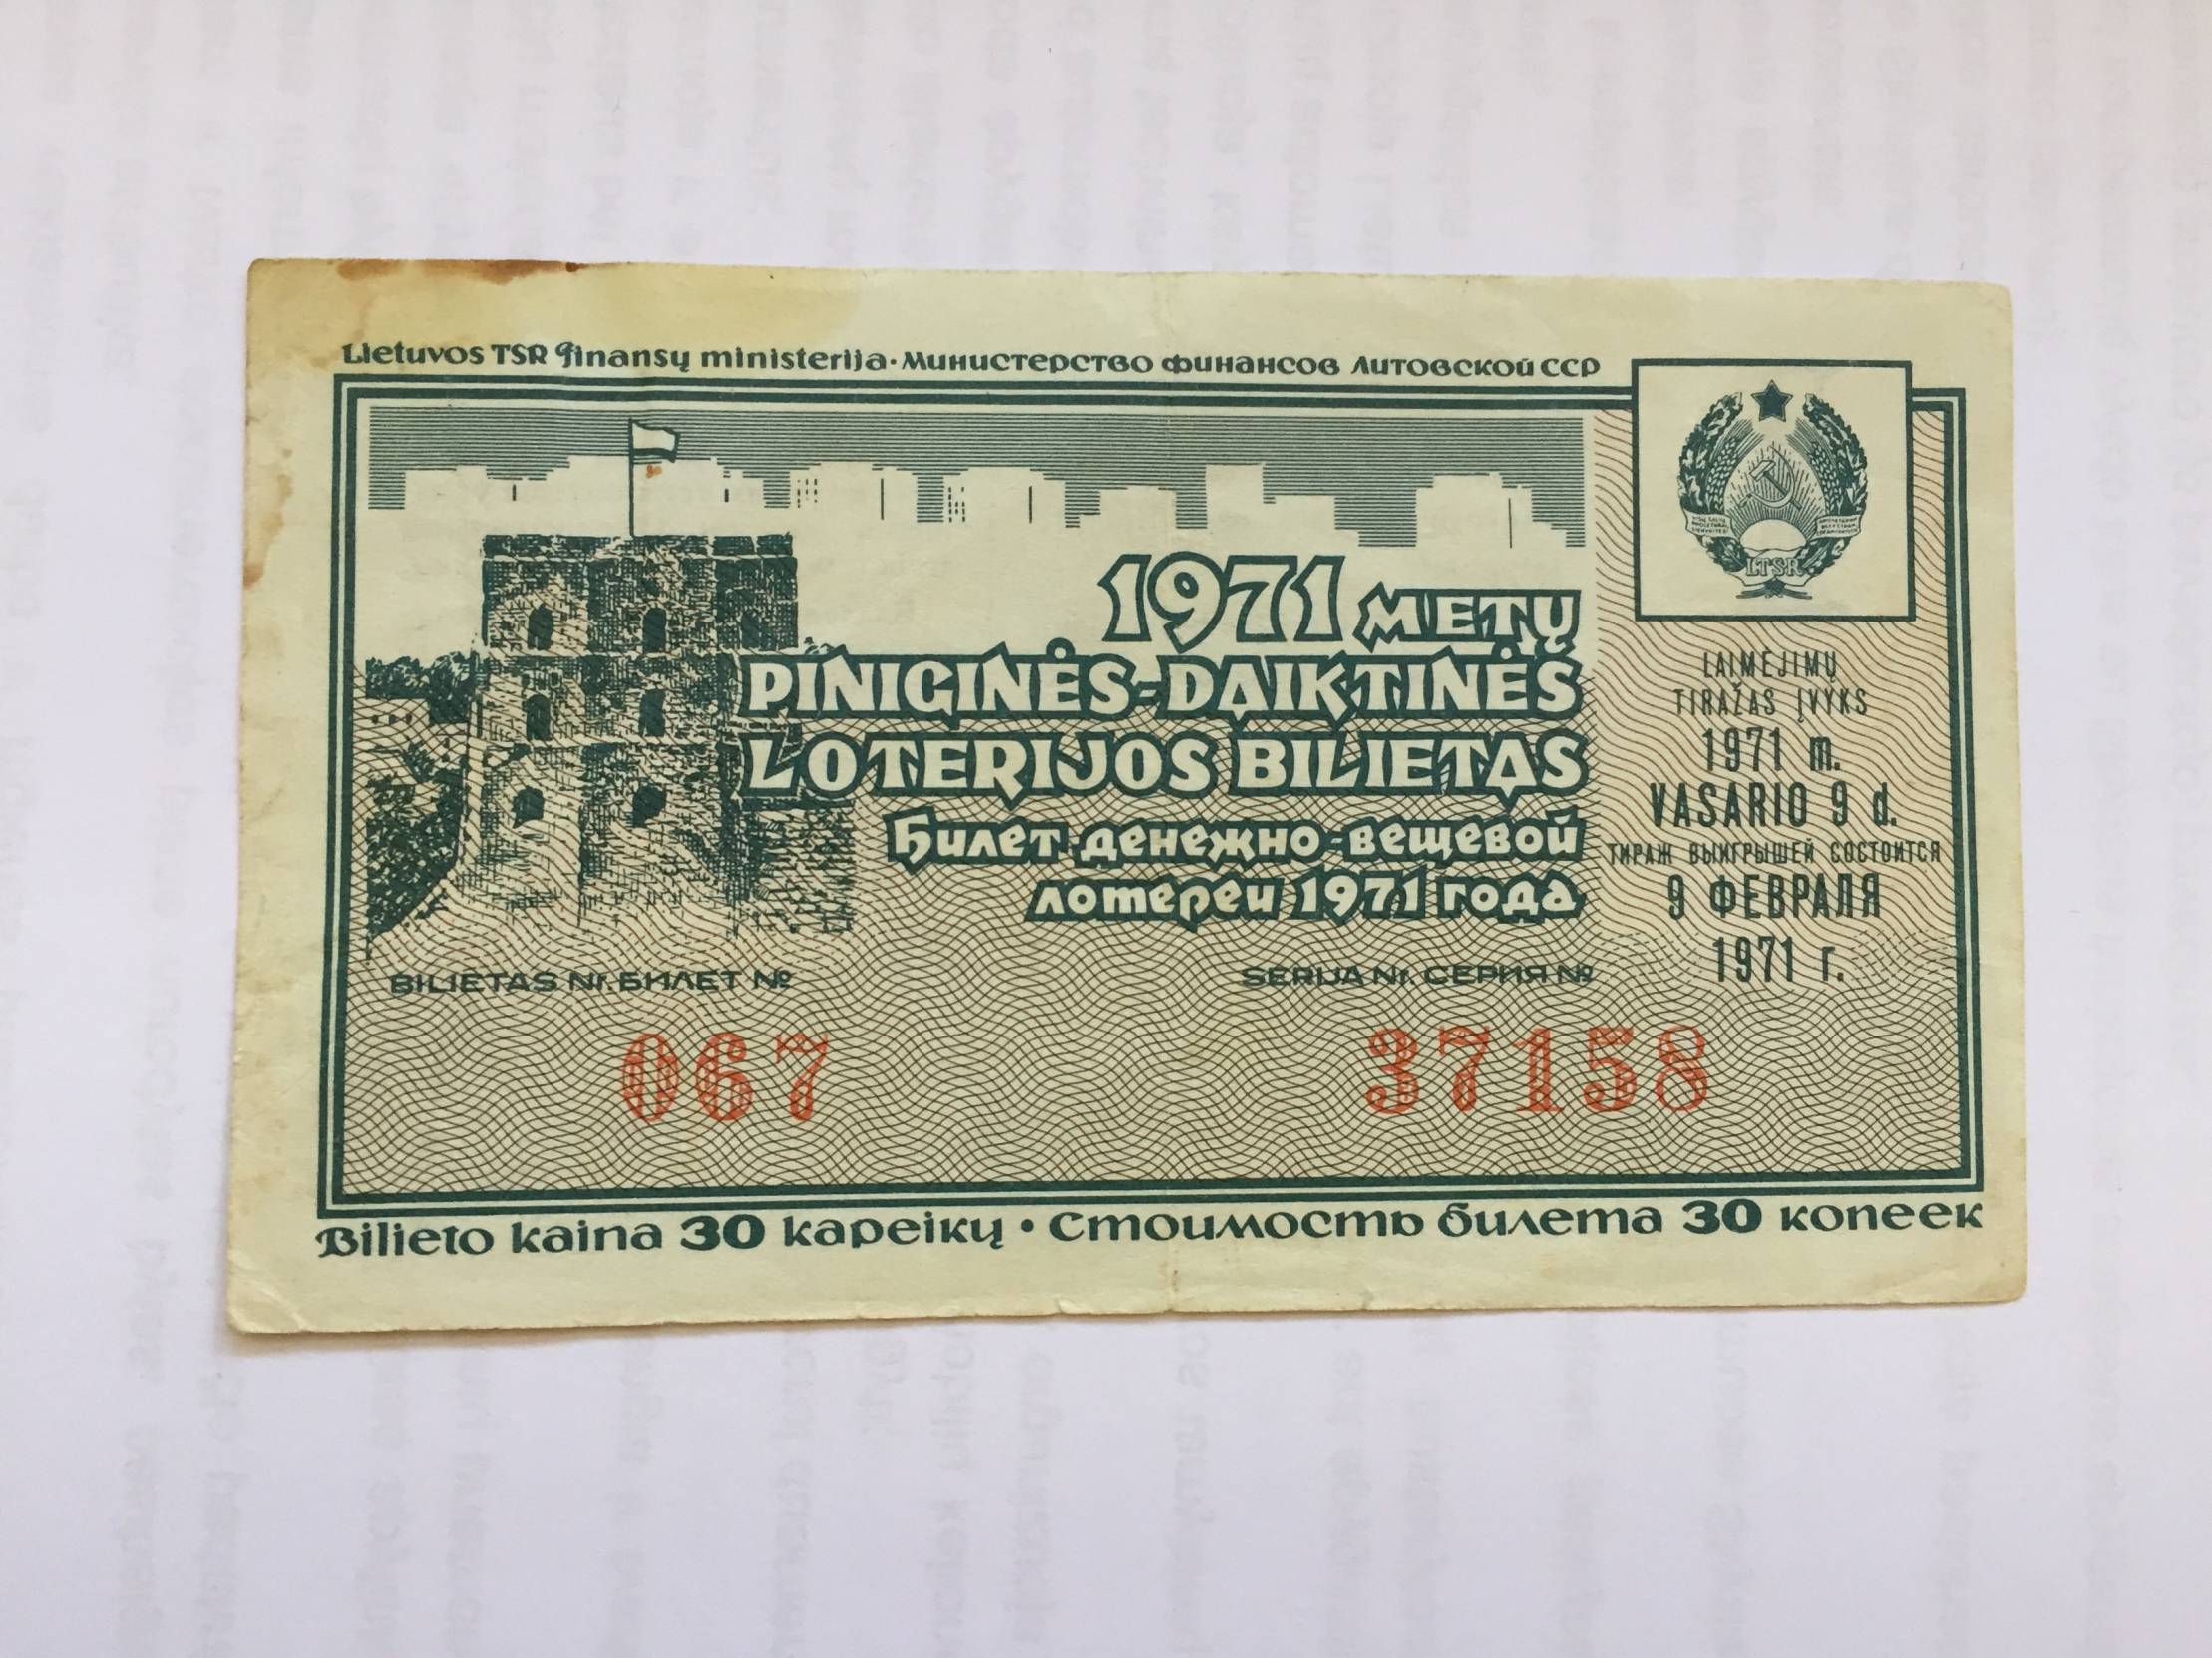 Lietuvos TSR finansų ministerija · Министерство финансов Литовской ССР
LTSR
1971 METŲ
PINIGINĖS-DAIKTINĖS
LOTERIJOS BILIETAS
Билет денежно-вещевой
лотереи 1971 года
LAIMĖJIMŲ
TIRAŽAS ĮVYKS
1971 m.
VASARIO 9 d.
ТИРАЖ ВЫИГРЫШЕЙ СОСТОИТСЯ
9 ФЕВРАЛЯ
1971 г.
BILIETAS Nr. БИЛЕТ №
SERIJA Nr. СЕРИЯ №
067
37158
Bilieto kaina 30 kapeikų • Стоимость билета 30 копеек